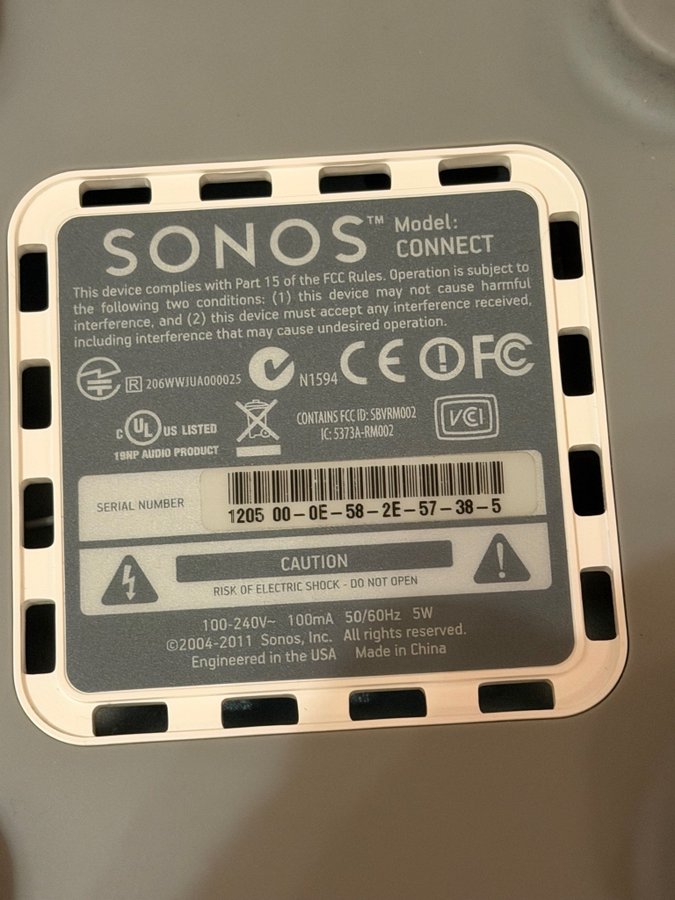 SONOS™ Model: CONNECT
This device complies with Part 15 of the FCC Rules. Operation is subject to
the following two conditions: (1) this device may not cause harmful
interference, and (2) this device must accept any interference received,
including interference that may cause undesired operation.
R 206WWJUA000025 N1594 CE FC
C UL US LISTED
19NP AUDIO PRODUCT
CONTAINS FCC ID: SBVRM002
IC: 5373A-RM002
VCI
SERIAL NUMBER 1205 00-0E-58-2E-57-38-5
CAUTION
RISK OF ELECTRIC SHOCK - DO NOT OPEN
100-240V~ 100mA 50/60Hz 5W
©2004-2011 Sonos, Inc. All rights reserved.
Engineered in the USA Made in China